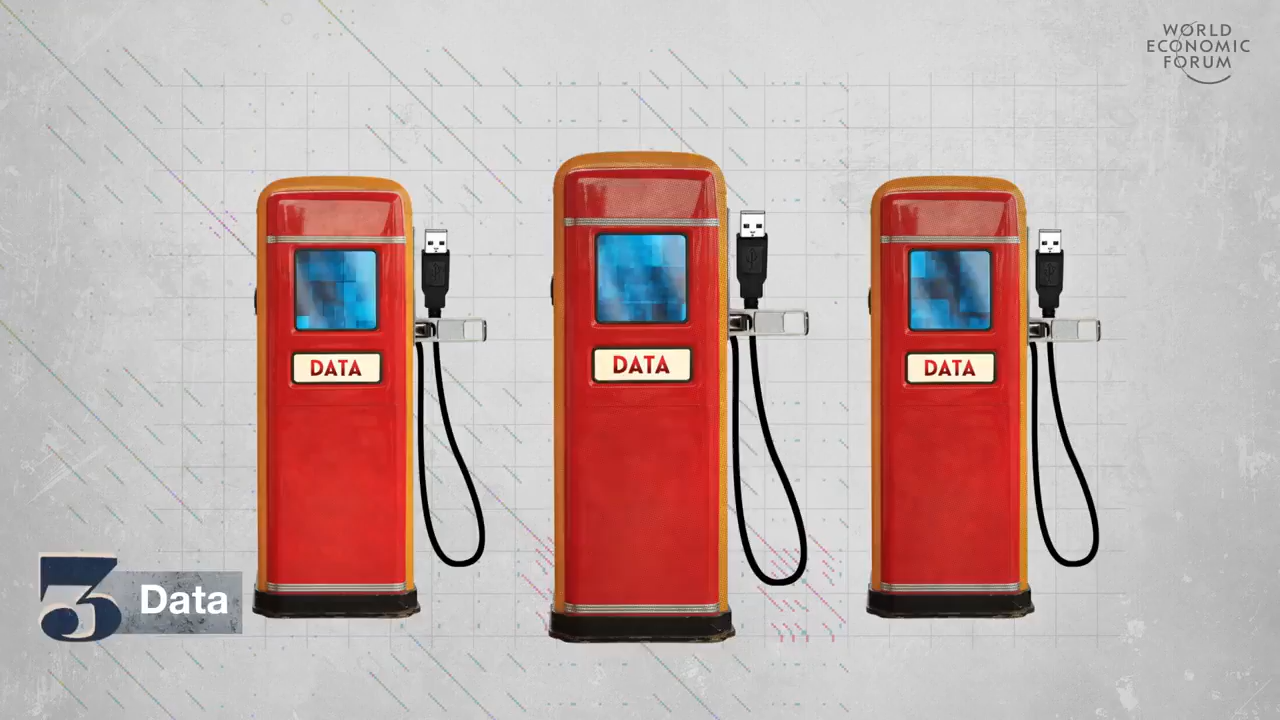 WORLD
ECONOMIC
FORUM
DATA
DATA
DATA
3 Data